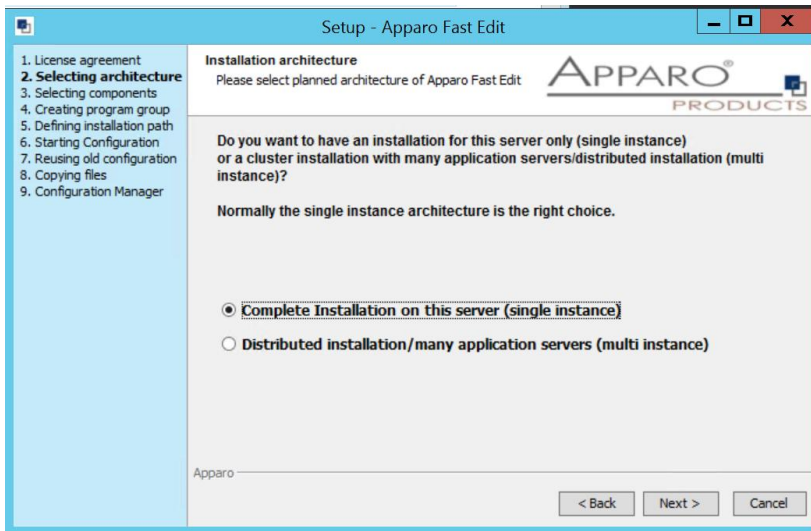 Setup - Apparo Fast Edit
1. License agreement
2. Selecting architecture
3. Selecting components
4. Creating program group
5. Defining installation path
6. Starting Configuration
7. Reusing old configuration
8. Copying files
9. Configuration Manager
Installation architecture
Please select planned architecture of Apparo Fast Edit
APPARO®
PRODUCTS
Do you want to have an installation for this server only (single instance)
or a cluster installation with many application servers/distributed installation (multi
instance)?
Normally the single instance architecture is the right choice.
Complete Installation on this server (single instance)
Distributed installation/many application servers (multi instance)
Apparo
< Back
Next >
Cancel